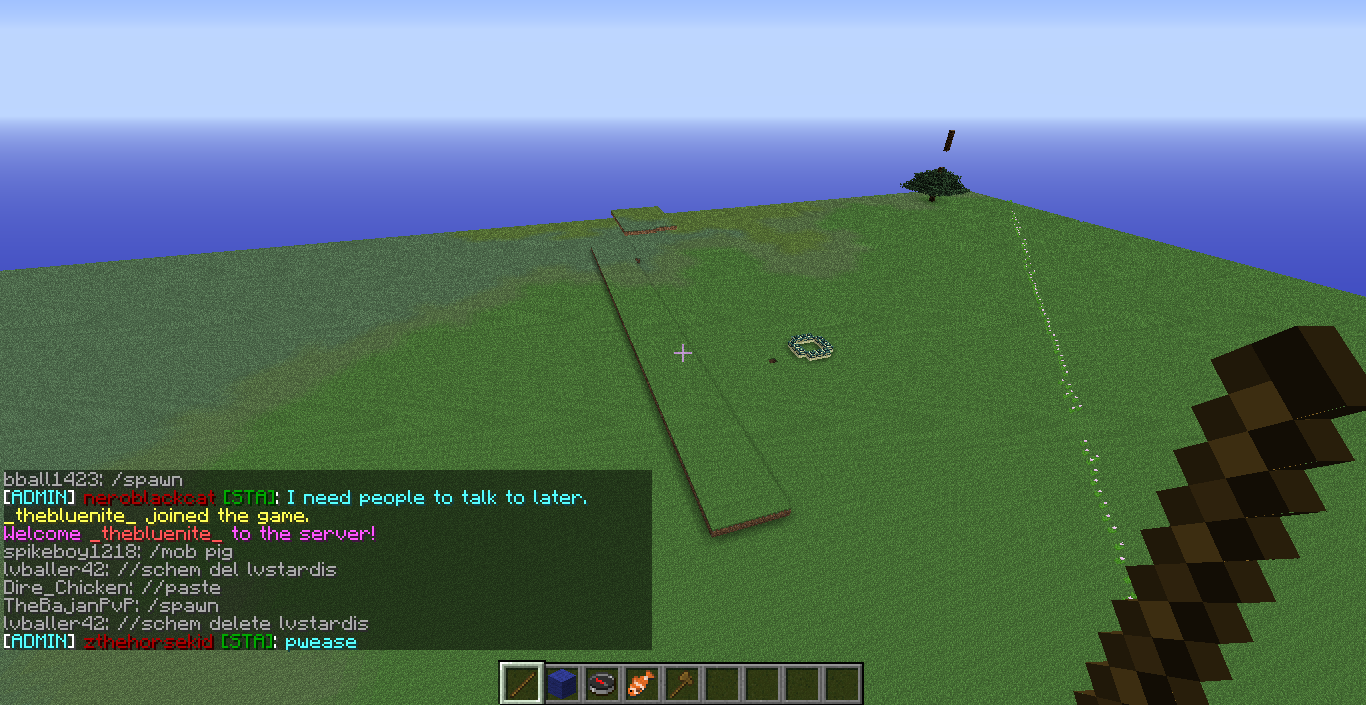 bball1423: /spawn
[ADMIN] neroblackcat [STA]: I need people to talk to later.
_thebluenite_ joined the game.
Welcome _thebluenite_ to the server!
spikeboy1218: /mob pig
lvballer42: //schem del lvstardis
Dire_Chicken: //paste
TheBajanPvP: /spawn
lvballer42: //schem delete lvstardis
[ADMIN] zthehorsekid [STA]: pwease